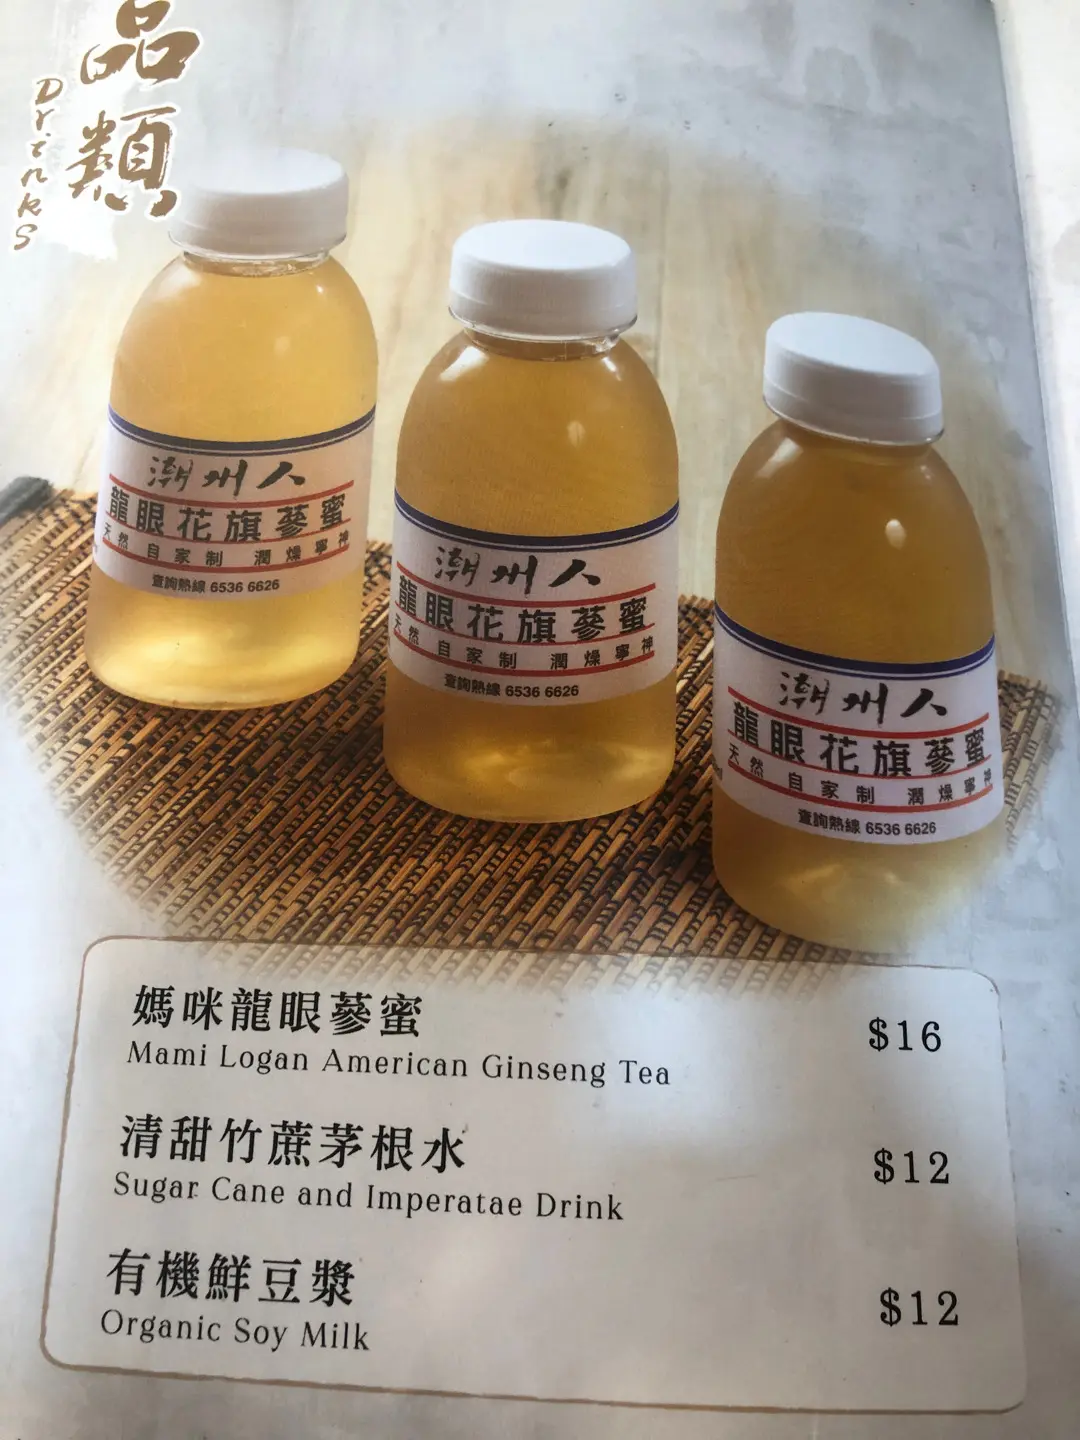 品類
Drinks
潮州人
龍眼花旗蔘蜜
天然 自家制 潤燥寧神
查詢熱線 6536 6626
潮州人
龍眼花旗蔘蜜
天然 自家制 潤燥寧神
查詢熱線 6536 6626
潮州人
龍眼花旗蔘蜜
天然 自家制 潤燥寧神
查詢熱線 6536 6626
媽咪龍眼蔘蜜 $16
Mami Logan American Ginseng Tea
清甜竹蔗茅根水 $12
Sugar Cane and Imperatae Drink
有機鮮豆漿 $12
Organic Soy Milk